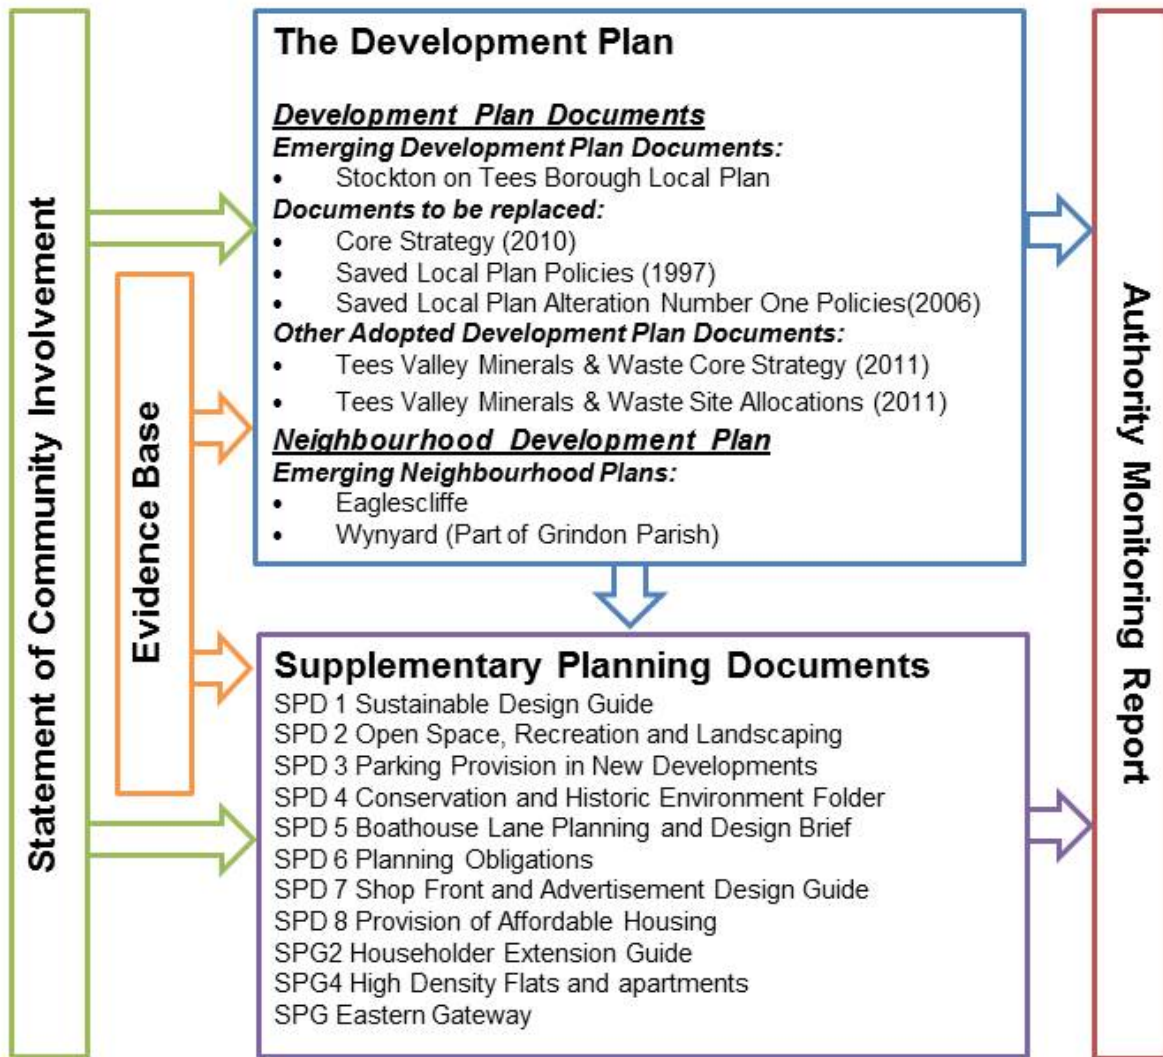 Statement of Community Involvement
Evidence Base
The Development Plan
Development Plan Documents
Emerging Development Plan Documents:
• Stockton on Tees Borough Local Plan
Documents to be replaced:
• Core Strategy (2010)
• Saved Local Plan Policies (1997)
• Saved Local Plan Alteration Number One Policies(2006)
Other Adopted Development Plan Documents:
• Tees Valley Minerals & Waste Core Strategy (2011)
• Tees Valley Minerals & Waste Site Allocations (2011)
Neighbourhood Development Plan
Emerging Neighbourhood Plans:
• Eaglescliffe
• Wynyard (Part of Grindon Parish)
Supplementary Planning Documents
SPD 1 Sustainable Design Guide
SPD 2 Open Space, Recreation and Landscaping
SPD 3 Parking Provision in New Developments
SPD 4 Conservation and Historic Environment Folder
SPD 5 Boathouse Lane Planning and Design Brief
SPD 6 Planning Obligations
SPD 7 Shop Front and Advertisement Design Guide
SPD 8 Provision of Affordable Housing
SPG2 Householder Extension Guide
SPG4 High Density Flats and apartments
SPG Eastern Gateway
Authority Monitoring Report